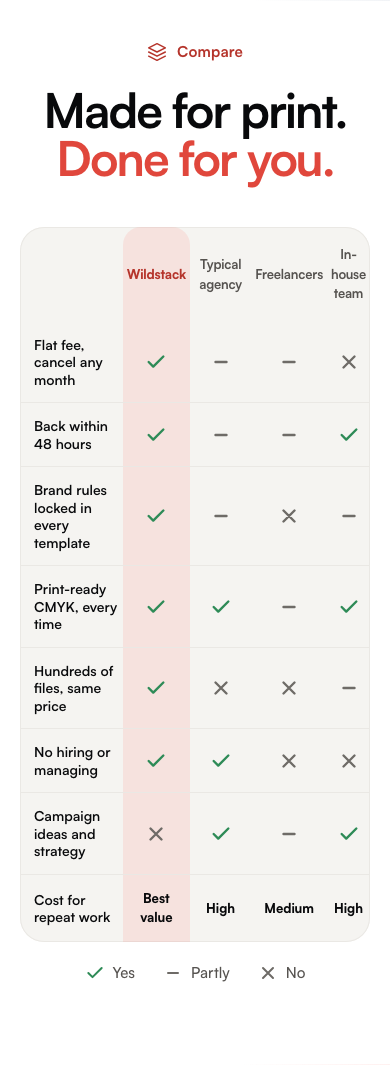 Compare
Made for print.
Done for you.
Wildstack
Typical
agency
Freelancers
In-
house
team
Flat fee,
cancel any
month
Back within
48 hours
Brand rules
locked in
every
template
Print-ready
CMYK, every
time
Hundreds of
files, same
price
No hiring or
managing
Campaign
ideas and
strategy
Cost for
repeat work
Best
value
High
Medium
High
Yes
Partly
No